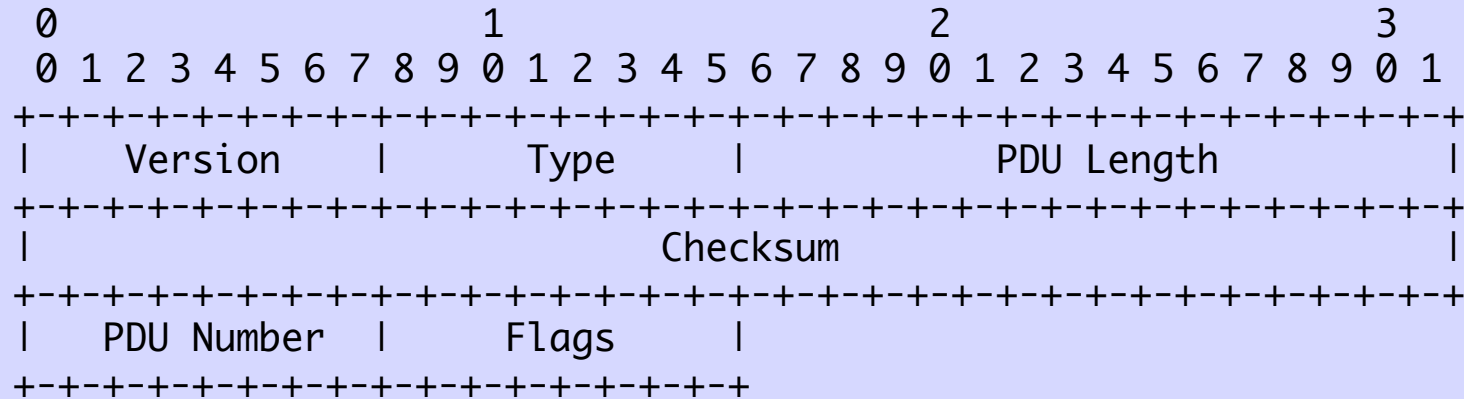 0                   1                   2                   3
 0 1 2 3 4 5 6 7 8 9 0 1 2 3 4 5 6 7 8 9 0 1 2 3 4 5 6 7 8 9 0 1
+-+-+-+-+-+-+-+-+-+-+-+-+-+-+-+-+-+-+-+-+-+-+-+-+-+-+-+-+-+-+-+-+
|    Version    |      Type     |           PDU Length          |
+-+-+-+-+-+-+-+-+-+-+-+-+-+-+-+-+-+-+-+-+-+-+-+-+-+-+-+-+-+-+-+-+
|                            Checksum                           |
+-+-+-+-+-+-+-+-+-+-+-+-+-+-+-+-+-+-+-+-+-+-+-+-+-+-+-+-+-+-+-+-+
|   PDU Number  |     Flags     |
+-+-+-+-+-+-+-+-+-+-+-+-+-+-+-+-+